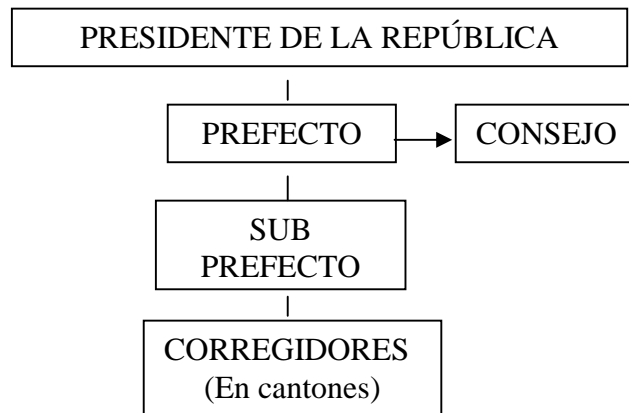 PRESIDENTE DE LA REPÚBLICA
PREFECTO
CONSEJO
SUB
PREFECTO
CORREGIDORES
(En cantones)